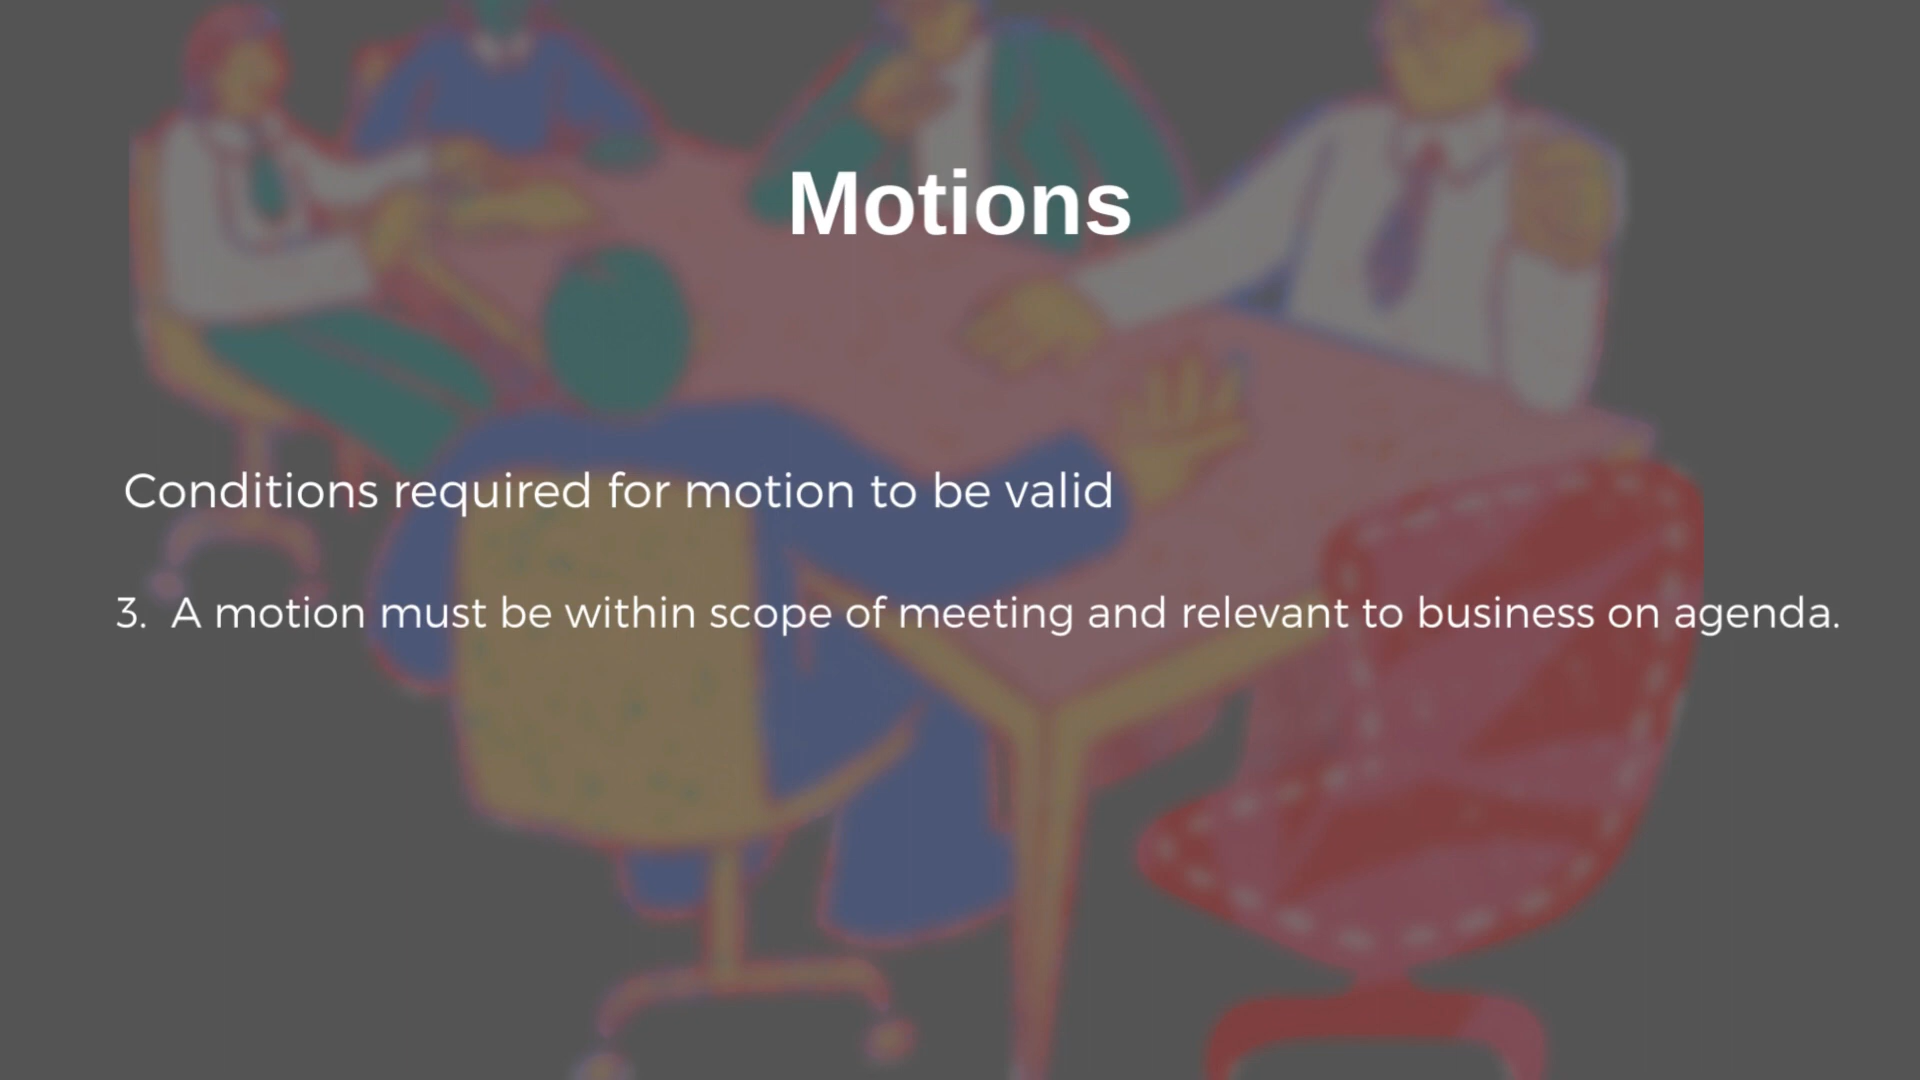 Motions
Conditions required for motion to be valid
3. A motion must be within scope of meeting and relevant to business on agenda.